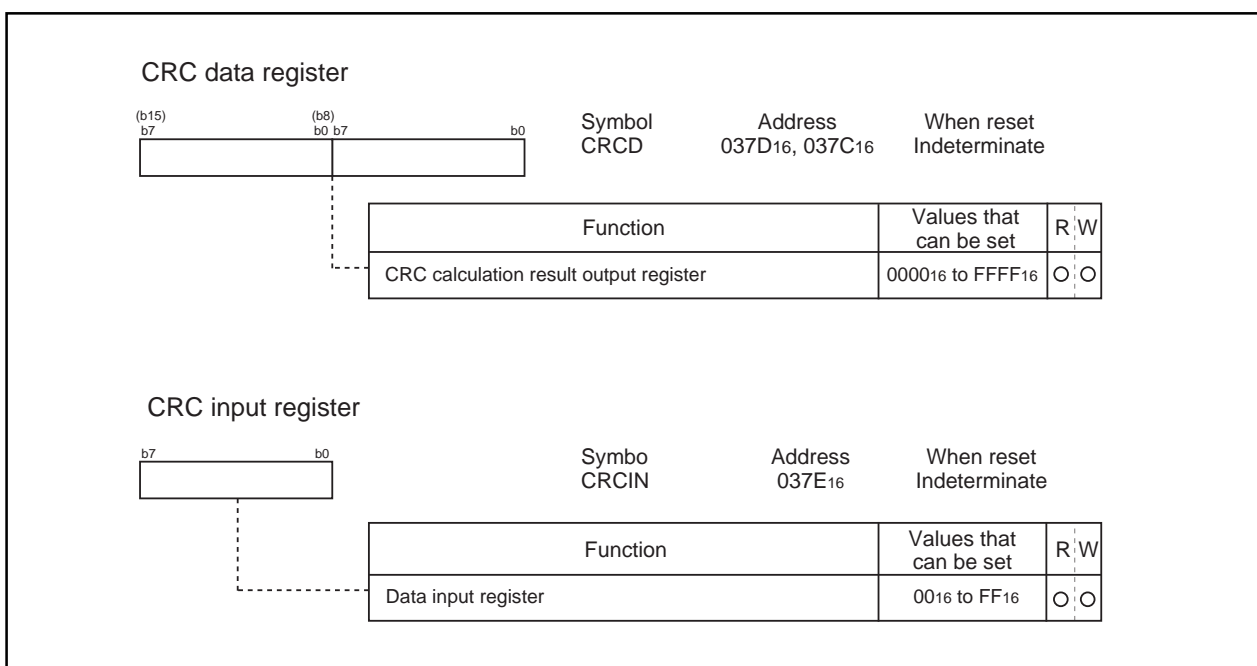 CRC data register
(b15) (b8)
b7 b0 b7 b0
Symbol Address When reset
CRCD 037D16, 037C16 Indeterminate
Function Values that can be set R W
CRC calculation result output register 000016 to FFFF16
CRC input register
b7 b0
Symbo Address When reset
CRCIN 037E16 Indeterminate
Function Values that can be set R W
Data input register 0016 to FF16